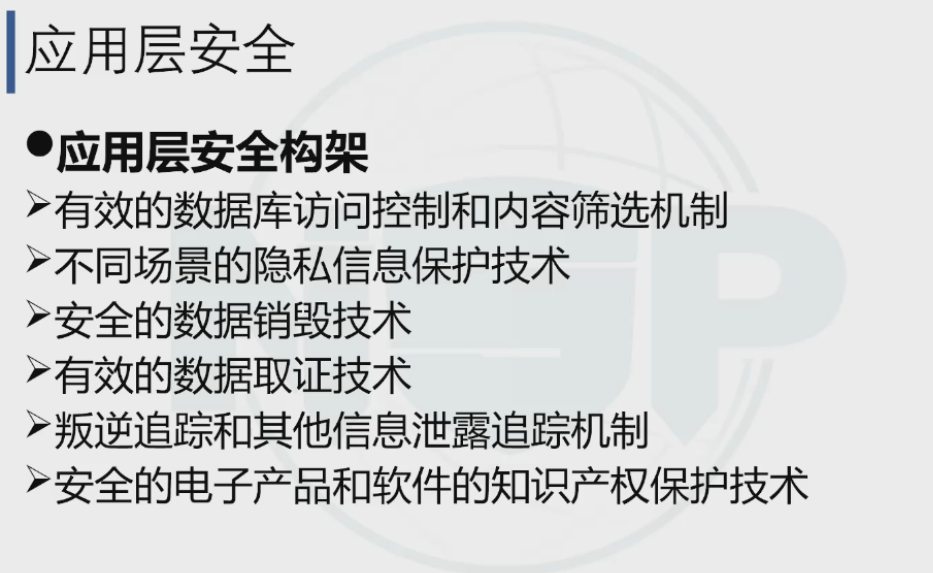 应用层安全
●应用层安全构架
➢有效的数据库访问控制和内容筛选机制
➢不同场景的隐私信息保护技术
➢安全的数据销毁技术
➢有效的数据取证技术
➢叛逆追踪和其他信息泄露追踪机制
➢安全的电子产品和软件的知识产权保护技术
NISP